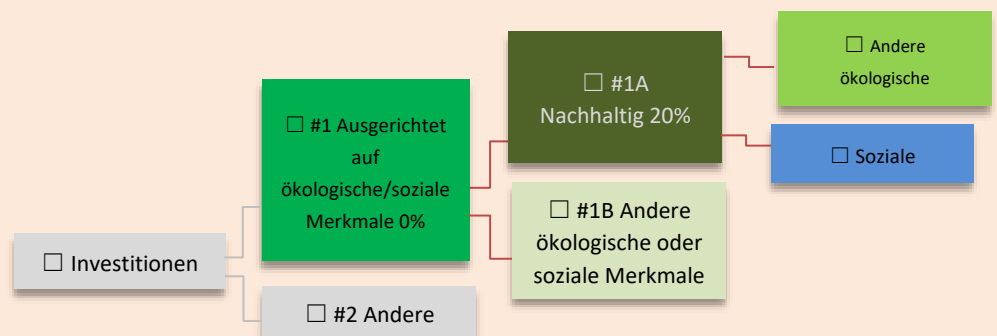 ☐ Investitionen
☐ #1 Ausgerichtet
auf
ökologische/soziale
Merkmale 0%
☐ #2 Andere
☐ #1A
Nachhaltig 20%
☐ #1B Andere
ökologische oder
soziale Merkmale
☐ Andere
ökologische
☐ Soziale